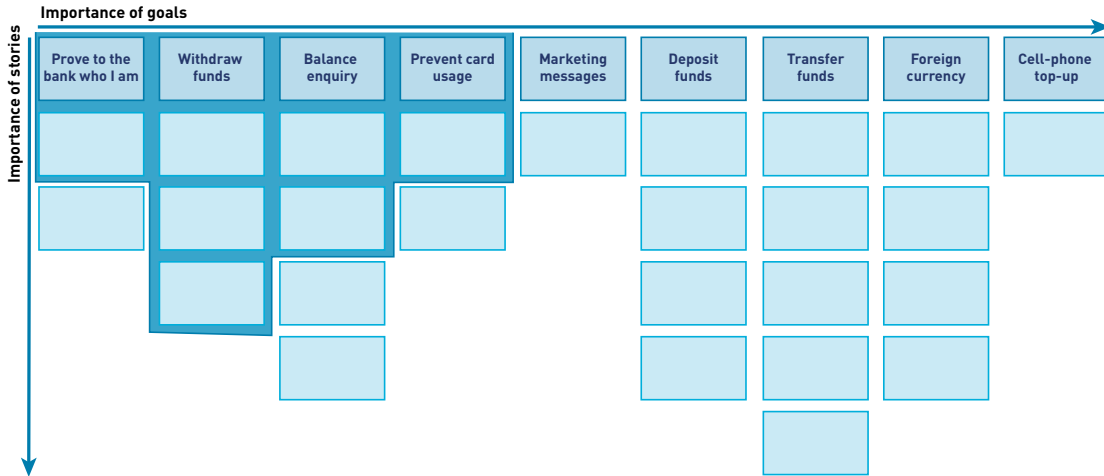 Importance of goals
Importance of stories
Prove to the
bank who I am
Withdraw
funds
Balance
enquiry
Prevent card
usage
Marketing
messages
Deposit
funds
Transfer
funds
Foreign
currency
Cell-phone
top-up